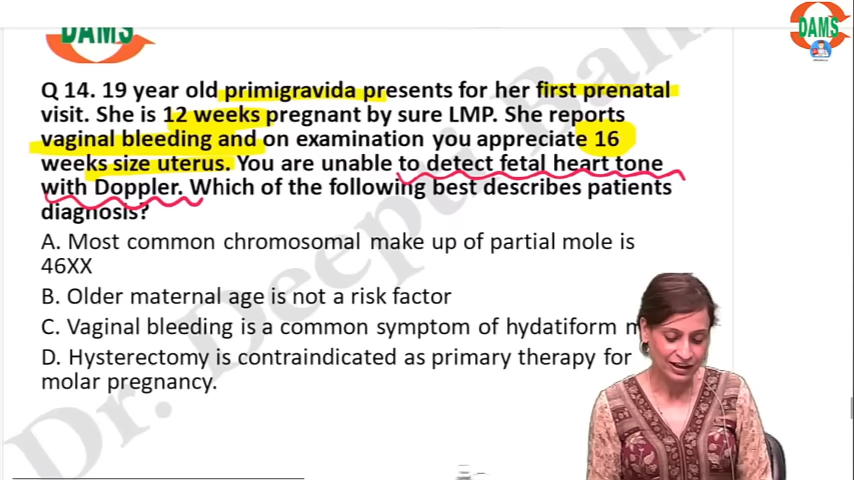 DAMS
DAMS
Q 14. 19 year old primigravida presents for her first prenatal
visit. She is 12 weeks pregnant by sure LMP. She reports
vaginal bleeding and on examination you appreciate 16
weeks size uterus. You are unable to detect fetal heart tone
with Doppler. Which of the following best describes patients
diagnosis?
A. Most common chromosomal make up of partial mole is
46XX
B. Older maternal age is not a risk factor
C. Vaginal bleeding is a common symptom of hydatiform
D. Hysterectomy is contraindicated as primary therapy for
molar pregnancy.
Dr. Deepti